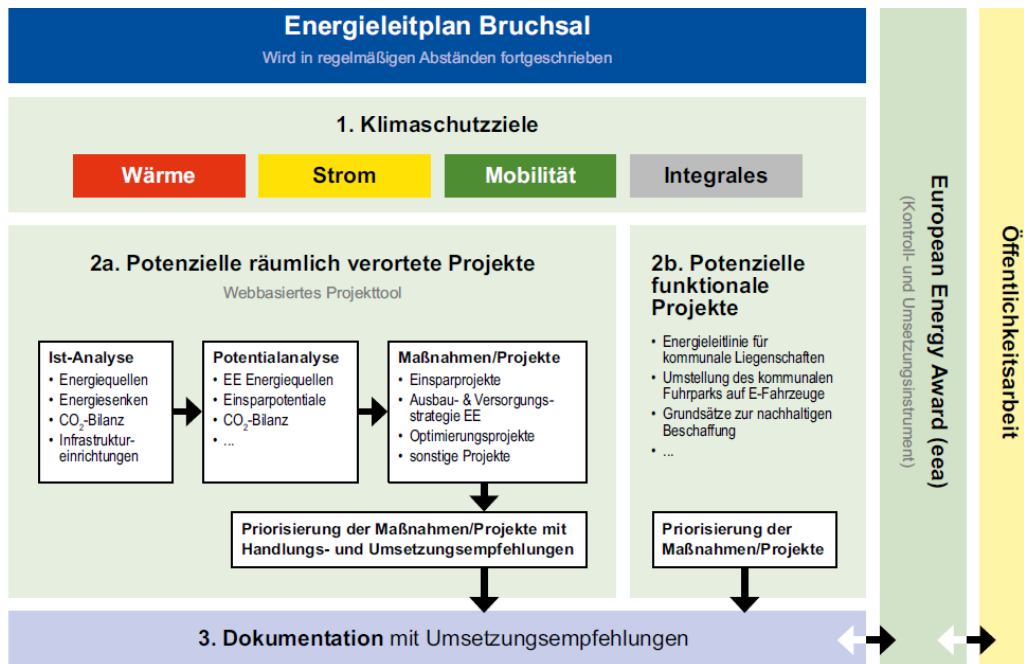 Energieleitplan Bruchsal
Wird in regelmäßigen Abständen fortgeschrieben
1. Klimaschutzziele
Wärme
Strom
Mobilität
Integrales
2a. Potenzielle räumlich verortete Projekte
Webbasiertes Projekttool
Ist-Analyse
• Energiequellen
• Energiesenken
• CO₂-Bilanz
• Infrastruktur-
einrichtungen
Potentialanalyse
• EE Energiequellen
• Einsparpotentiale
• CO₂-Bilanz
• ...
Maßnahmen/Projekte
• Einsparprojekte
• Ausbau- & Versorgungs-
strategie EE
• Optimierungsprojekte
• sonstige Projekte
Priorisierung der Maßnahmen/Projekte mit
Handlungs- und Umsetzungsempfehlungen
2b. Potenzielle
funktionale
Projekte
• Energieleitlinie für
kommunale Liegenschaften
• Umstellung des kommunalen
Fuhrparks auf E-Fahrzeuge
• Grundsätze zur nachhaltigen
Beschaffung
• ...
Priorisierung der
Maßnahmen/Projekte
3. Dokumentation mit Umsetzungsempfehlungen
European Energy Award (eea)
(Kontroll- und Umsetzungsinstrument)
Öffentlichkeitsarbeit